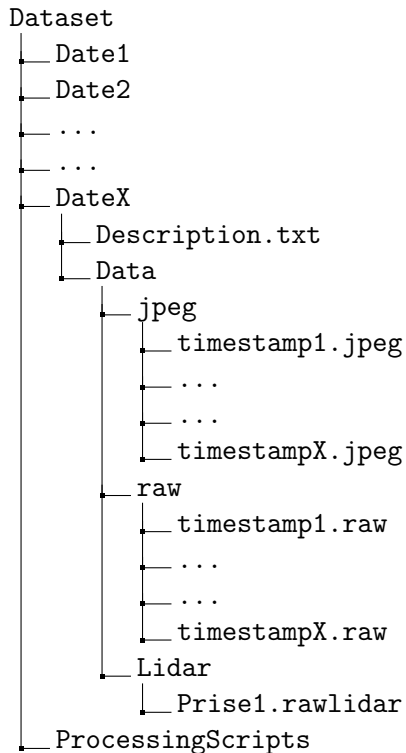 Dataset
Date1
Date2
...
...
DateX
Description.txt
Data
jpeg
timestamp1.jpeg
...
...
timestampX.jpeg
raw
timestamp1.raw
...
...
timestampX.raw
Lidar
Prise1.rawlidar
ProcessingScripts